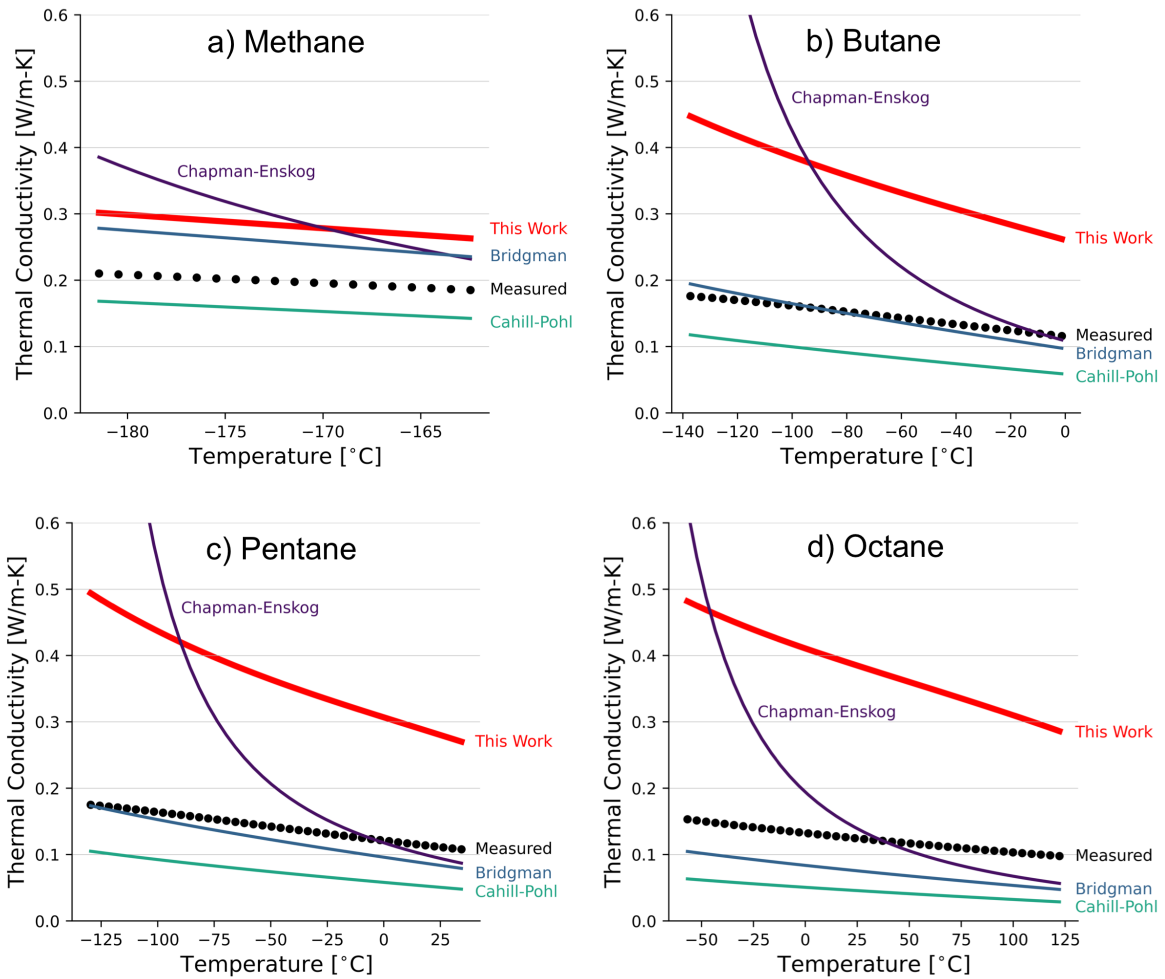 a) Methane
Thermal Conductivity [W/m-K]
0.6
0.5
0.4
0.3
0.2
0.1
0.0
Chapman-Enskog
This Work
Bridgman
Measured
Cahill-Pohl
−180
−175
−170
−165
Temperature [°C]
b) Butane
Thermal Conductivity [W/m-K]
0.6
0.5
0.4
0.3
0.2
0.1
0.0
Chapman-Enskog
This Work
Measured
Bridgman
Cahill-Pohl
−140
−120
−100
−80
−60
−40
−20
0
Temperature [°C]
c) Pentane
Thermal Conductivity [W/m-K]
0.6
0.5
0.4
0.3
0.2
0.1
0.0
Chapman-Enskog
This Work
Measured
Bridgman
Cahill-Pohl
−125
−100
−75
−50
−25
0
25
Temperature [°C]
d) Octane
Thermal Conductivity [W/m-K]
0.6
0.5
0.4
0.3
0.2
0.1
0.0
Chapman-Enskog
This Work
Measured
Bridgman
Cahill-Pohl
−50
−25
0
25
50
75
100
125
Temperature [°C]